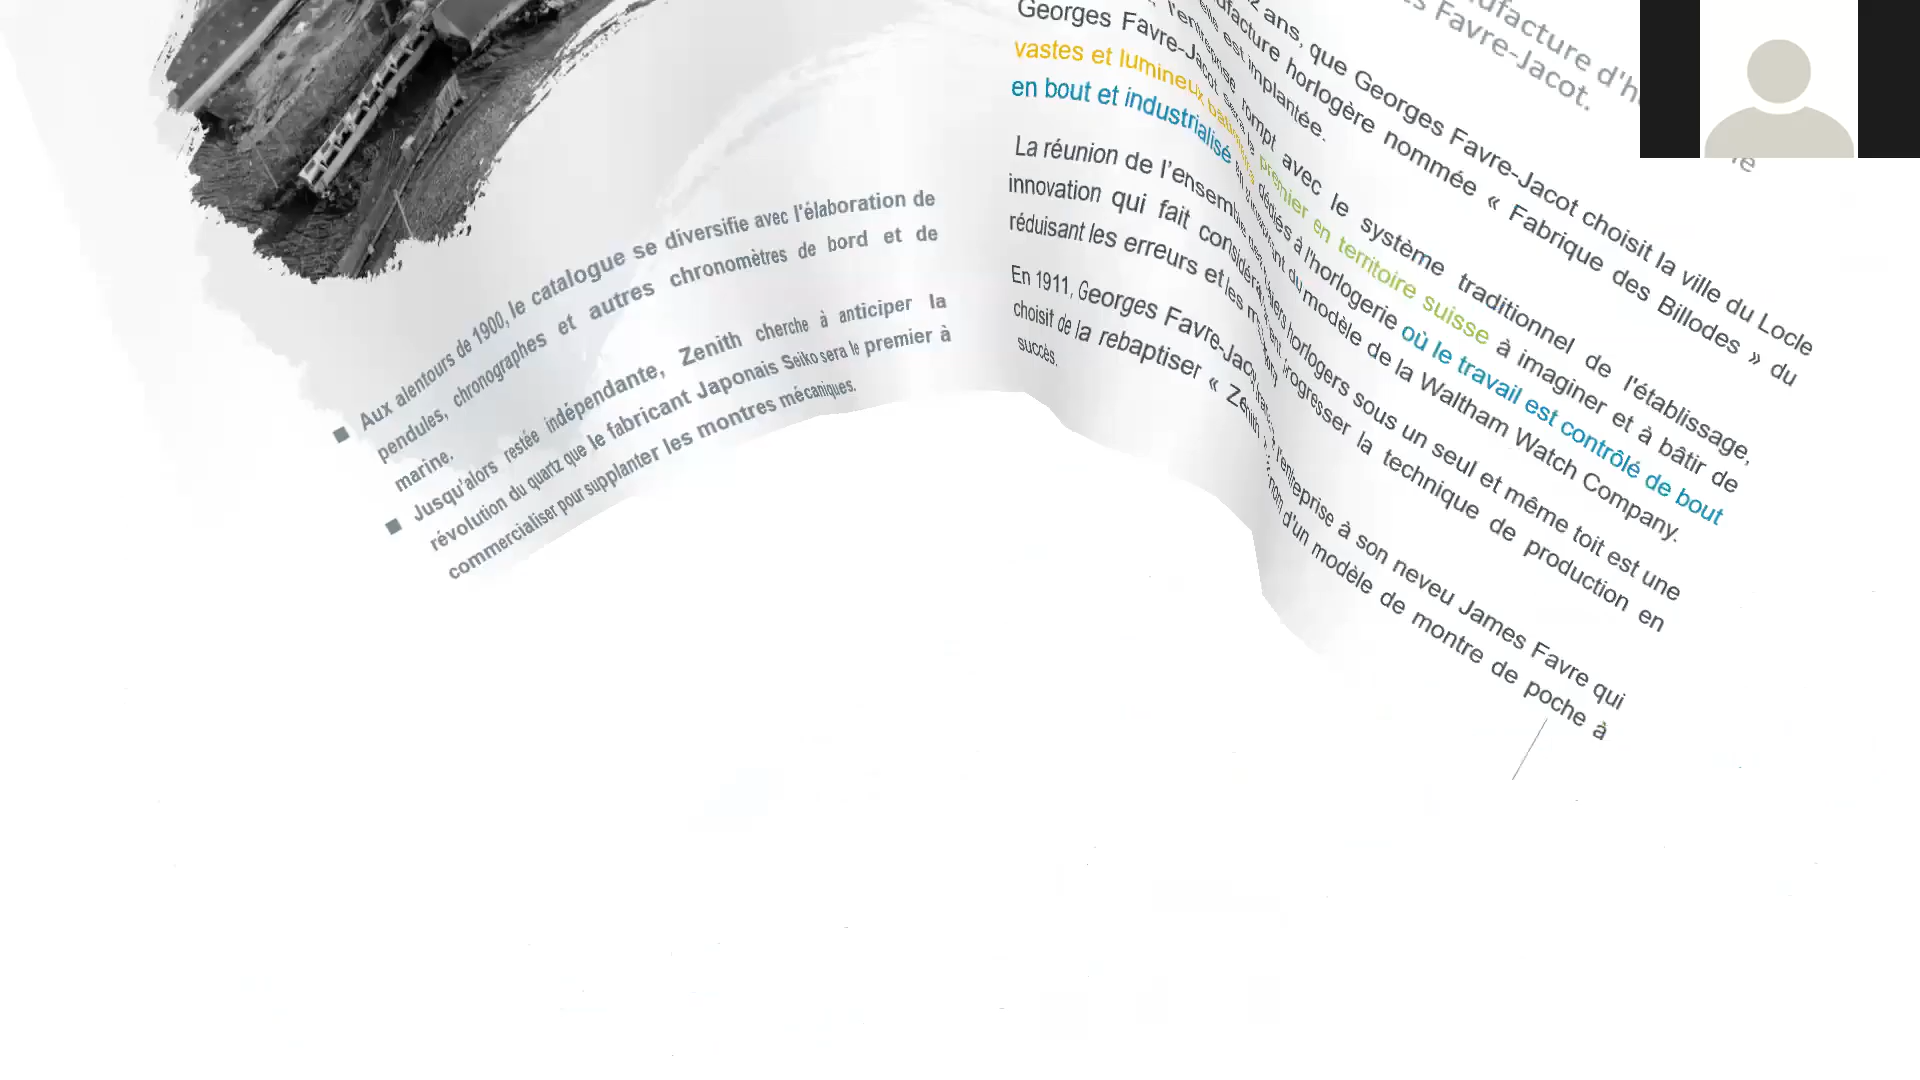 Aux alentours de 1900, le catalogue se diversifie avec l'élaboration de
pendules, chronographes et autres chronomètres de bord et de
marine.
Jusqu'alors restée indépendante, Zenith cherche à anticiper la
révolution du quartz que le fabricant Japonais Seiko sera le premier à
commercialiser pour supplanter les montres mécaniques.
ans, que Georges Favre-Jacot choisit la ville du Locle
horlogère nommée « Fabrique des Billodes » du
est implantée.
Georges Favre-Jacot sera le premier en territoire suisse à imaginer et à bâtir de
l'entreprise rompt avec le système traditionnel de l'établissage,
vastes et lumineux bâtiments dédiés à l'horlogerie où le travail est contrôlé de bout
en bout et industrialisé du modèle de la Waltham Watch Company.
La réunion de l'ensemble horlogers sous un seul et même toit est une
innovation qui fait progresser la technique de production en
réduisant les erreurs et les
En 1911, Georges Favre-Jacot l'entreprise à son neveu James Favre qui
choisit de la rebaptiser « Zenith nom d'un modèle de montre de poche à
succès.
s Favre-Jacot.